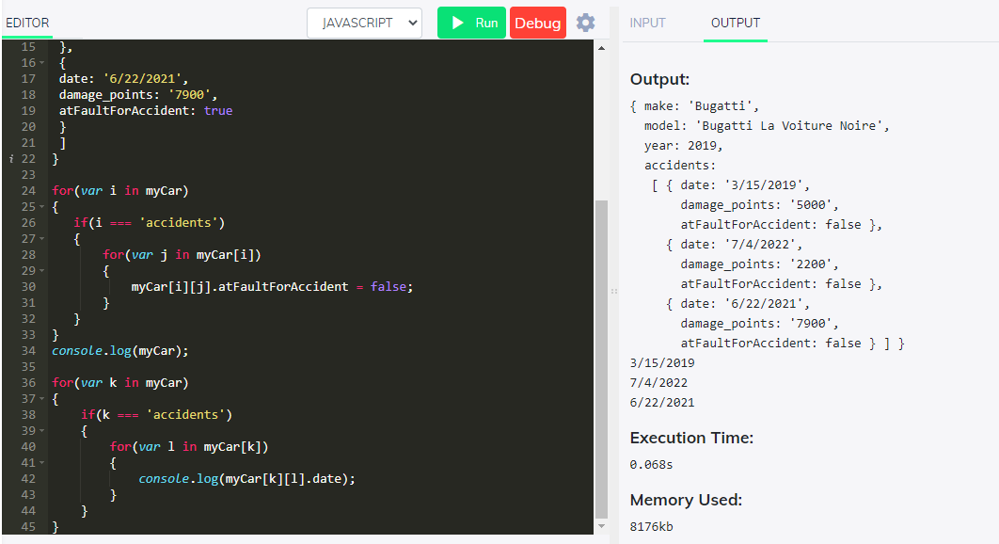 EDITOR
JAVASCRIPT
Run
Debug
INPUT
OUTPUT
15 },
16 {
17 date: '6/22/2021',
18 damage_points: '7900',
19 atFaultForAccident: true
20 }
21 ]
i 22 }
23
24 for(var i in myCar)
25 {
26 if(i === 'accidents')
27 {
28 for(var j in myCar[i])
29 {
30 myCar[i][j].atFaultForAccident = false;
31 }
32 }
33 }
34 console.log(myCar);
35
36 for(var k in myCar)
37 {
38 if(k === 'accidents')
39 {
40 for(var l in myCar[k])
41 {
42 console.log(myCar[k][l].date);
43 }
44 }
45 }
Output:
{ make: 'Bugatti',
model: 'Bugatti La Voiture Noire',
year: 2019,
accidents:
[ { date: '3/15/2019',
damage_points: '5000',
atFaultForAccident: false },
{ date: '7/4/2022',
damage_points: '2200',
atFaultForAccident: false },
{ date: '6/22/2021',
damage_points: '7900',
atFaultForAccident: false } ] }
3/15/2019
7/4/2022
6/22/2021
Execution Time:
0.068s
Memory Used:
8176kb